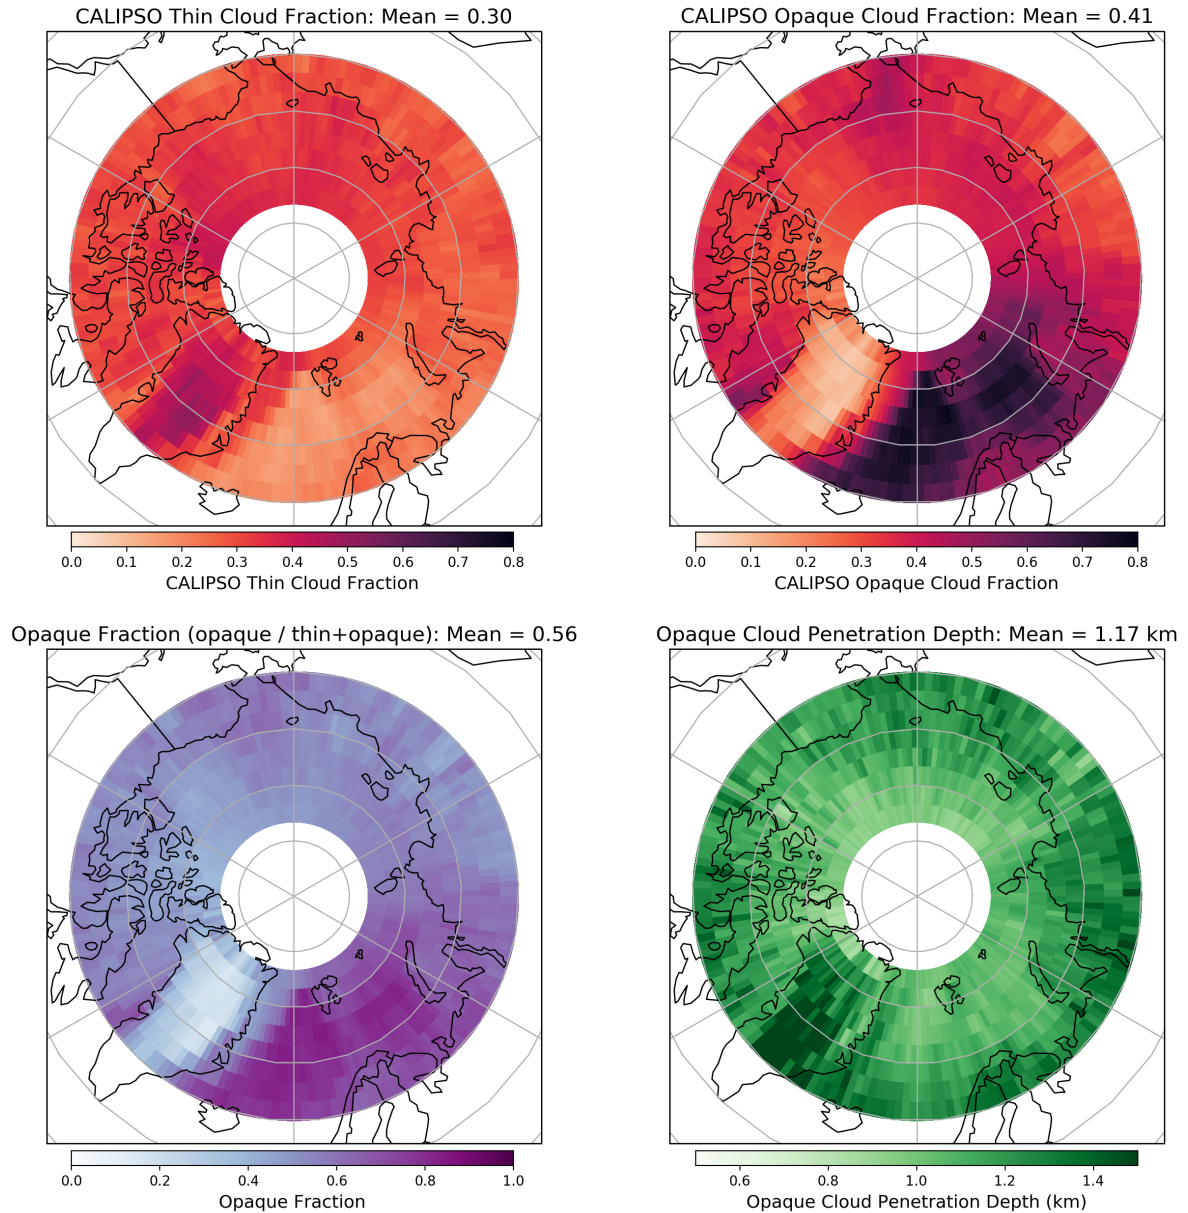 CALIPSO Thin Cloud Fraction: Mean = 0.30
CALIPSO Opaque Cloud Fraction: Mean = 0.41
0.0 0.1 0.2 0.3 0.4 0.5 0.6 0.7 0.8
CALIPSO Thin Cloud Fraction
0.0 0.1 0.2 0.3 0.4 0.5 0.6 0.7 0.8
CALIPSO Opaque Cloud Fraction
Opaque Fraction (opaque / thin+opaque): Mean = 0.56
Opaque Cloud Penetration Depth: Mean = 1.17 km
0.0 0.2 0.4 0.6 0.8 1.0
Opaque Fraction
0.6 0.8 1.0 1.2 1.4
Opaque Cloud Penetration Depth (km)